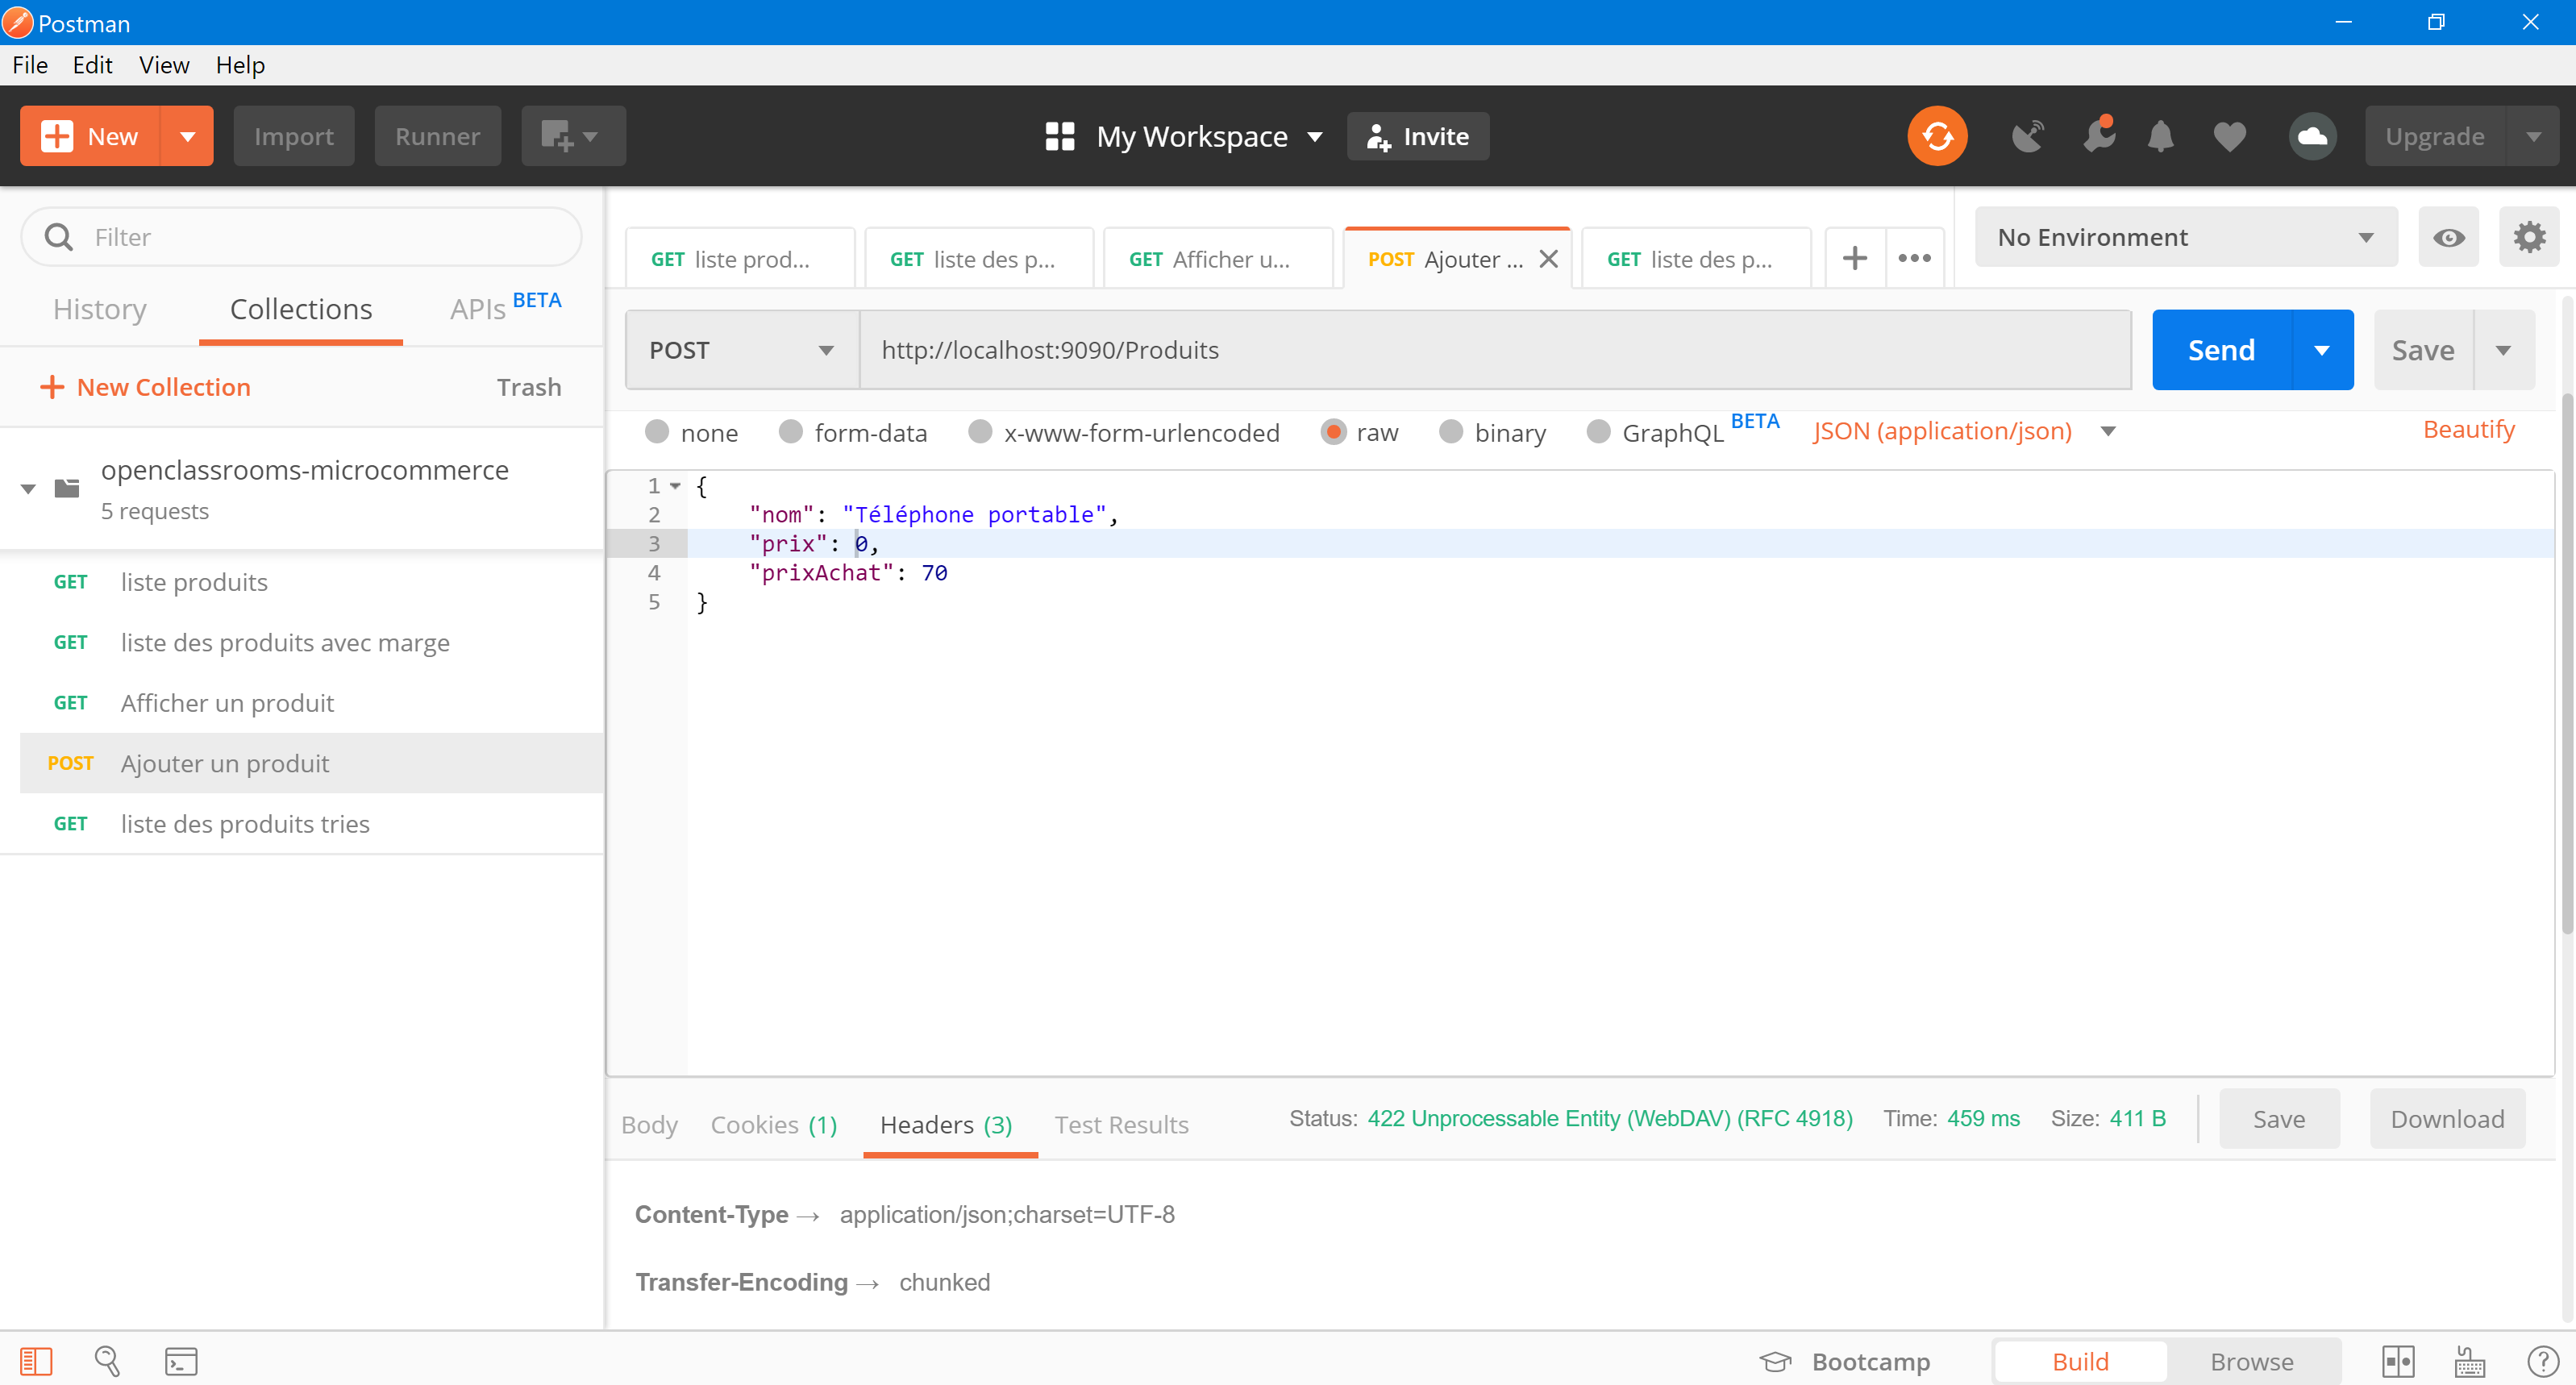 Postman
File Edit View Help
New Import Runner My Workspace Invite Upgrade
Filter
History Collections APIs BETA
New Collection Trash
openclassrooms-microcommerce
5 requests
GET liste produits
GET liste des produits avec marge
GET Afficher un produit
POST Ajouter un produit
GET liste des produits tries
GET liste prod... GET liste des p... GET Afficher u... POST Ajouter ... GET liste des p... No Environment
POST http://localhost:9090/Produits Send Save
none form-data x-www-form-urlencoded raw binary GraphQL BETA JSON (application/json) Beautify
1 {
2 "nom": "Téléphone portable",
3 "prix": 0,
4 "prixAchat": 70
5 }
Body Cookies (1) Headers (3) Test Results Status: 422 Unprocessable Entity (WebDAV) (RFC 4918) Time: 459 ms Size: 411 B Save Download
Content-Type → application/json;charset=UTF-8
Transfer-Encoding → chunked
Bootcamp Build Browse